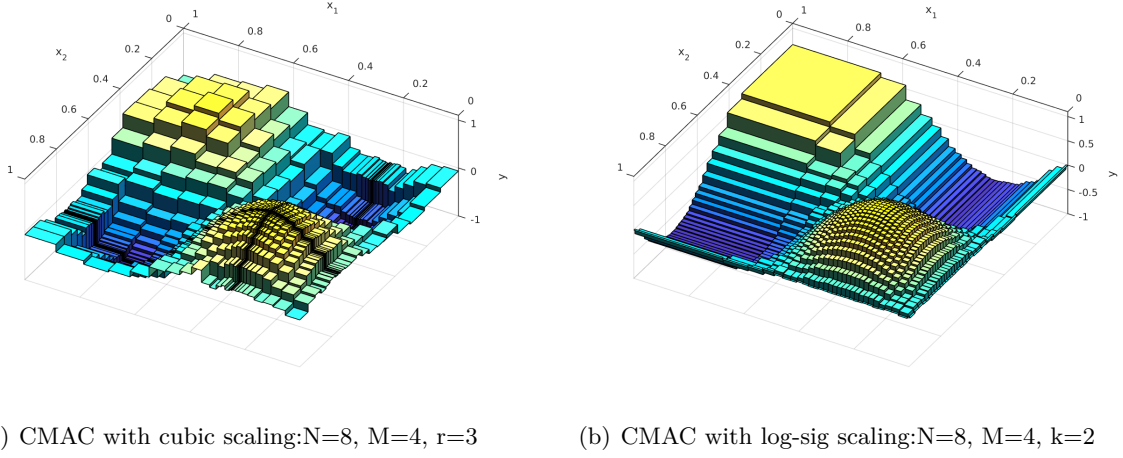 x1
0 1
0.2 0.8
0.4 0.6
x2
0.6 0.4
0.8 0.2
1 0
1
0
y
-1
x1
0 1
0.2 0.8
x2
0.4 0.6
0.6 0.4
0.8 0.2
1 0
1
0.5
0
y
-0.5
-1
) CMAC with cubic scaling:N=8, M=4, r=3
(b) CMAC with log-sig scaling:N=8, M=4, k=2